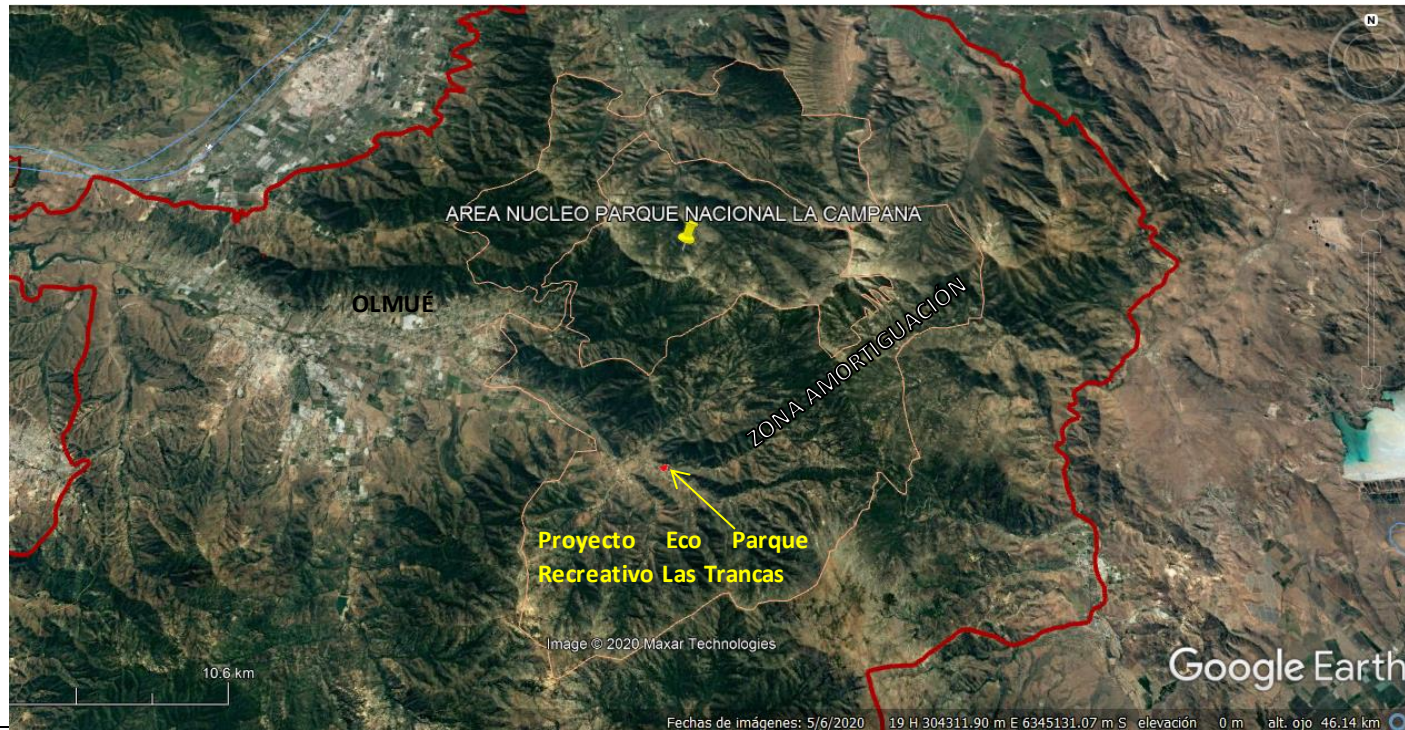 N
AREA NUCLEO PARQUE NACIONAL LA CAMPANA
OLMUÉ
ZONA AMORTIGUACIÓN
Proyecto Eco Parque
Recreativo Las Trancas
Image © 2020 Maxar Technologies
10.6 km
Google Earth
Fechas de imágenes: 5/6/2020 19 H 304311.90 m E 6345131.07 m S elevación 0 m alt. ojo 46.14 km